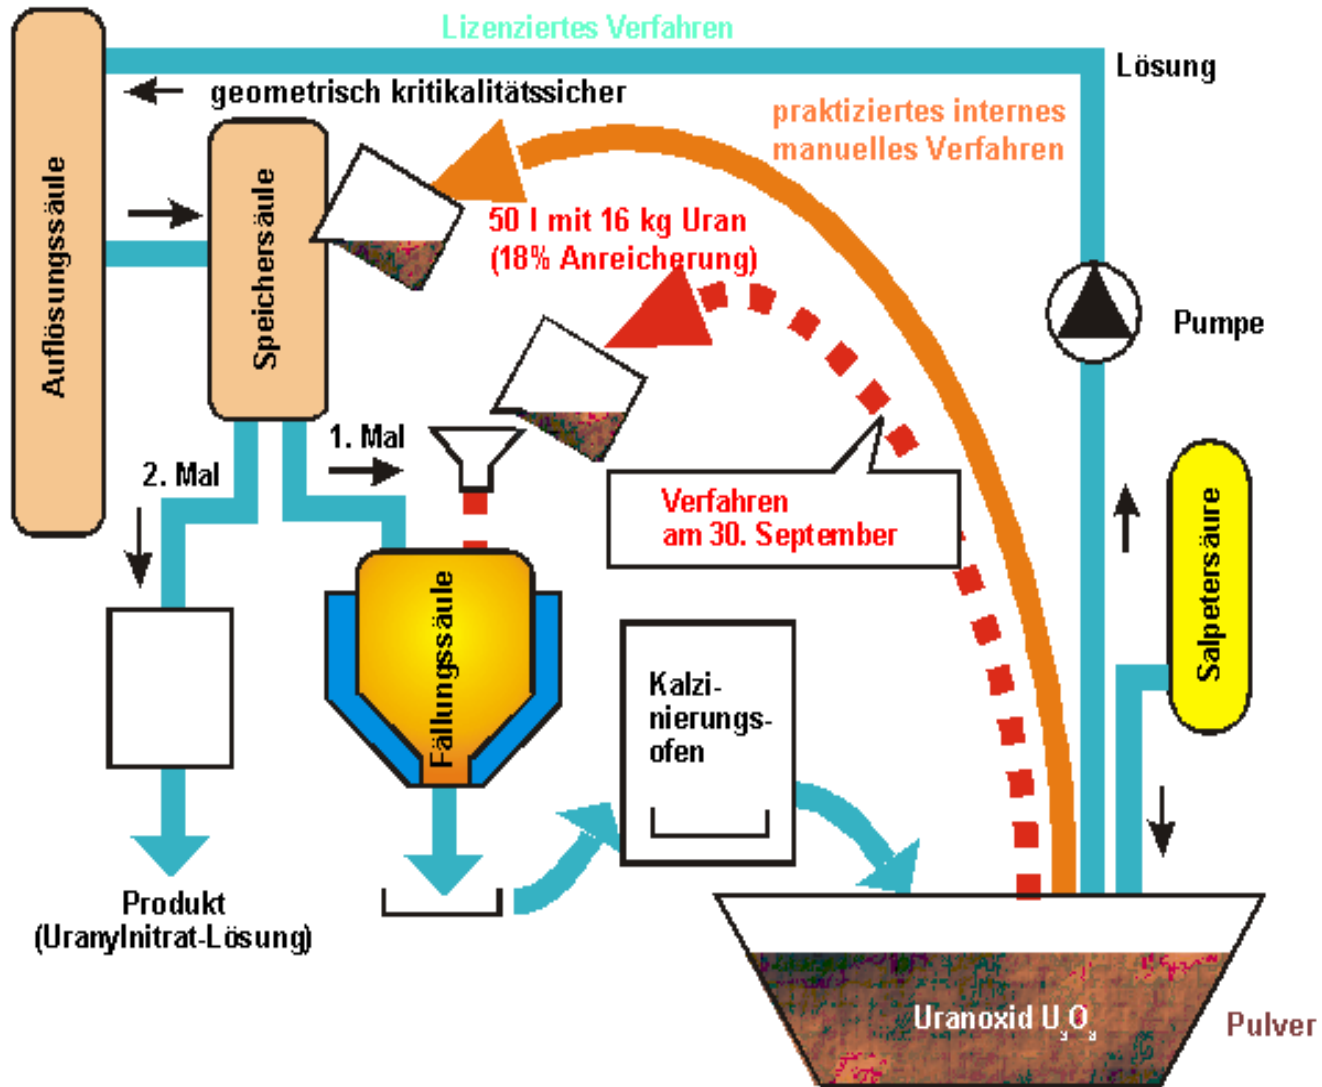 Lizenziertes Verfahren
Lösung
geometrisch kritikalitätssicher
praktiziertes internes
manuelles Verfahren
Auflösungssäule
Speichersäule
50 l mit 16 kg Uran
(18% Anreicherung)
Pumpe
1. Mal
2. Mal
Verfahren
am 30. September
Salpetersäure
Fällungssäule
Kalzi-
nierungs-
ofen
Produkt
(Uranylnitrat-Lösung)
Uranoxid U₃O₈
Pulver